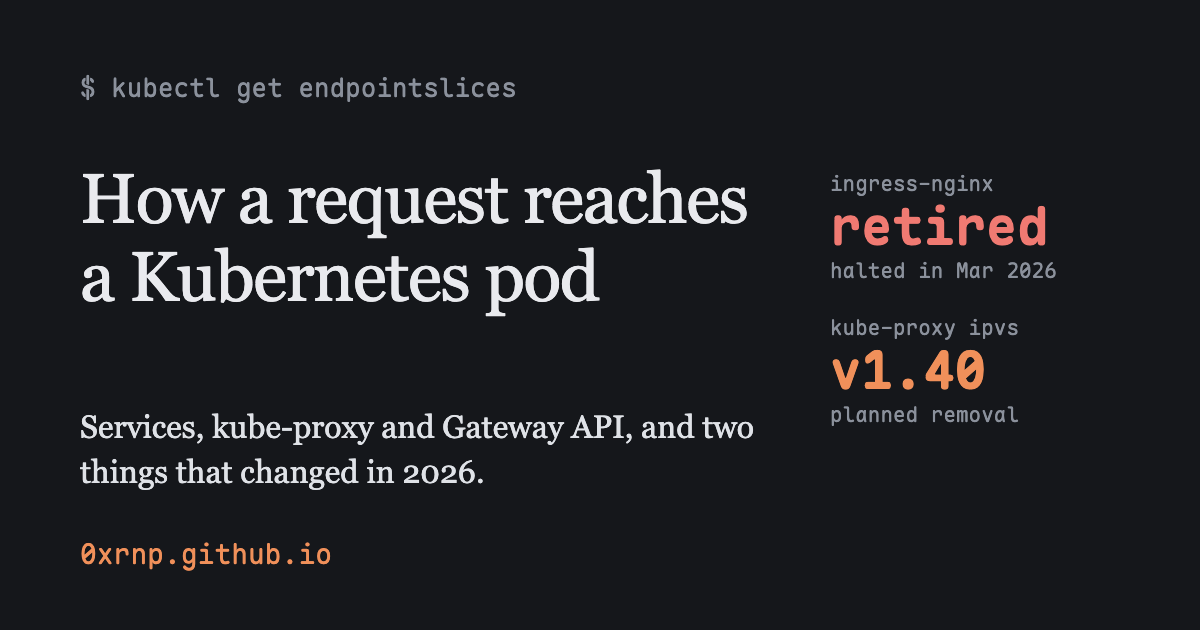 $ kubectl get endpointslices
How a request reaches
a Kubernetes pod
Services, kube-proxy and Gateway API, and two
things that changed in 2026.
0xrnp.github.io
ingress-nginx
retired
halted in Mar 2026
kube-proxy ipvs
v1.40
planned removal